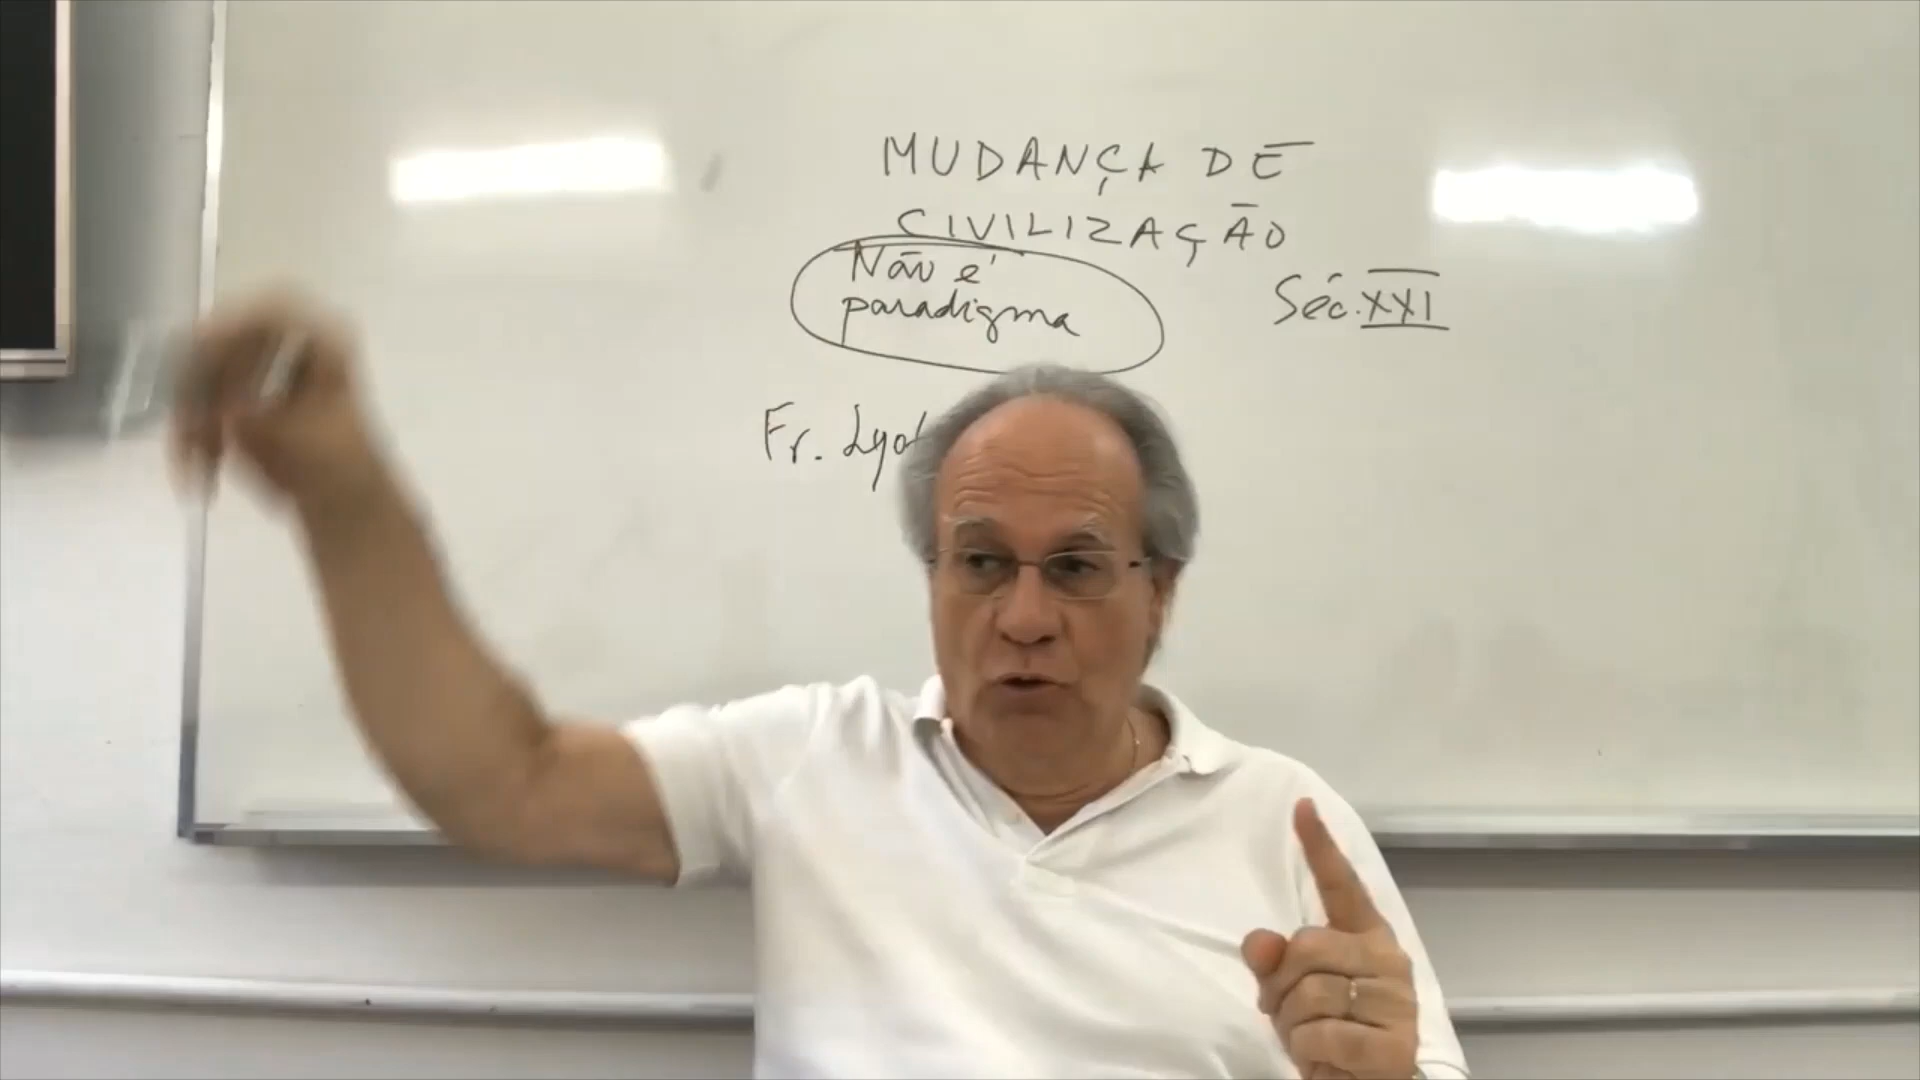 MUDANÇA DE
CIVILIZAÇÃO
Não é
paradigma
Séc. XXI
Fr.